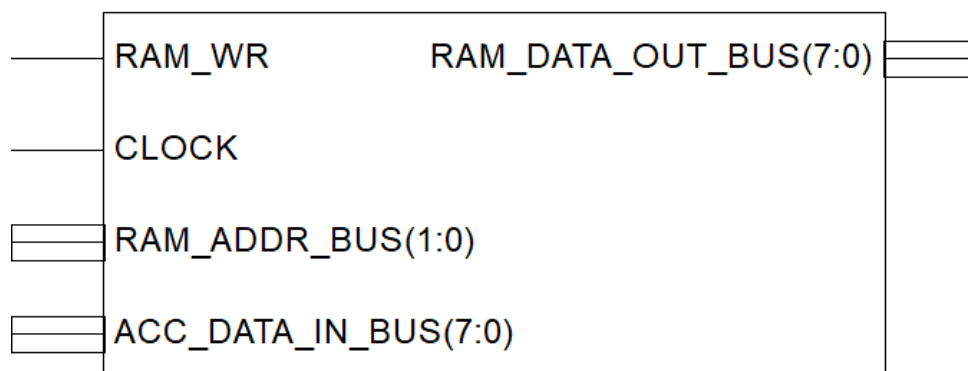 RAM_WR RAM_DATA_OUT_BUS(7:0)
CLOCK
RAM_ADDR_BUS(1:0)
ACC_DATA_IN_BUS(7:0)